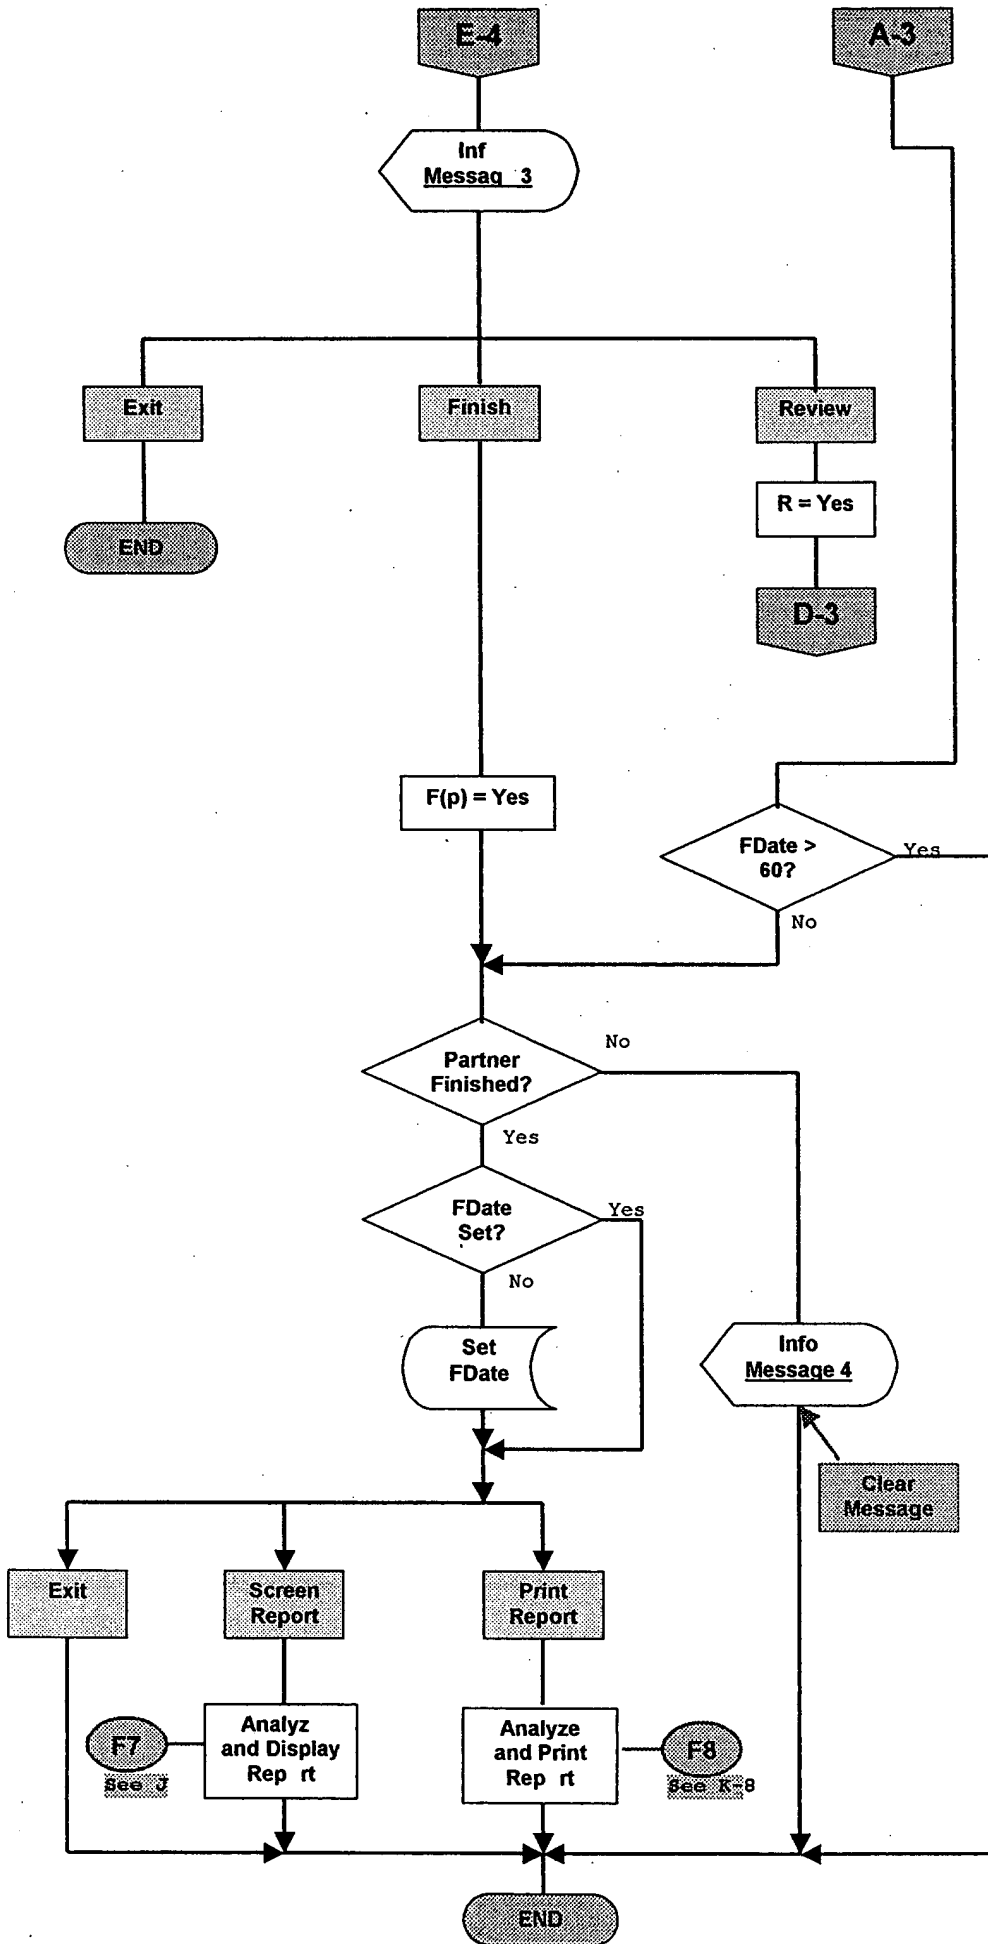 E-4
A-3
Inf
Messag 3
Exit
Finish
Review
R = Yes
END
D-3
F(p) = Yes
FDate >
60?
Yes
No
Partner
Finished?
No
Yes
FDate
Set?
Yes
No
Set
FDate
Info
Message 4
Clear
Message
Exit
Screen
Report
Print
Report
F7
See J
Analyz
and Display
Rep rt
Analyze
and Print
Rep rt
F8
See K-8
END